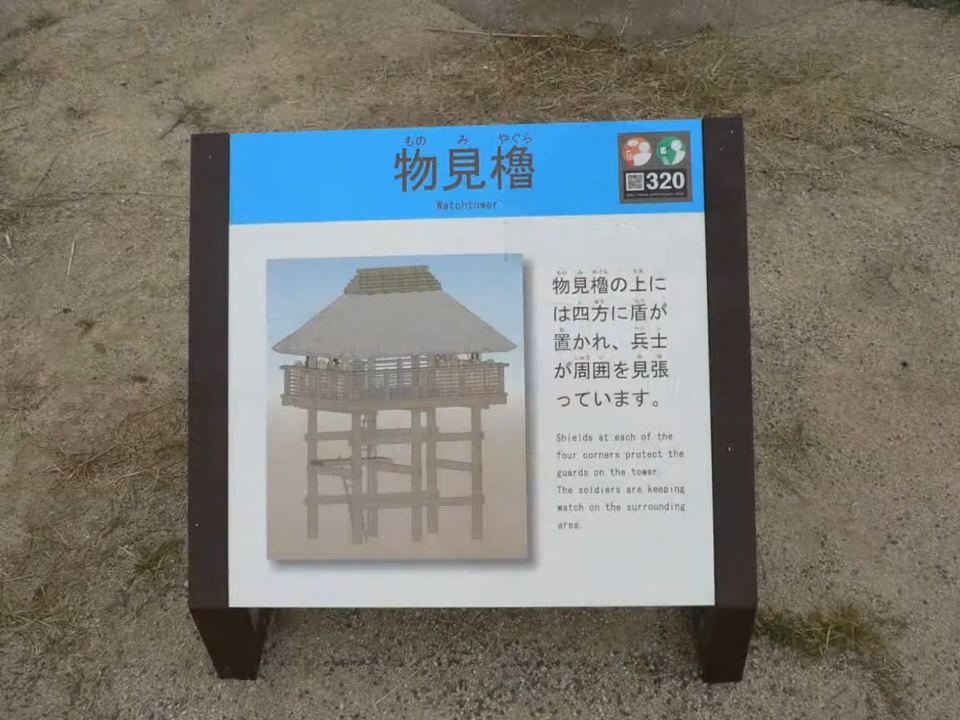 もの み やぐら
物見櫓
Watchtower
320
物見櫓の上に
は四方に盾が
置かれ、兵士
が周囲を見張
っています。
Shields at each of the
four corners protect the
guards on the tower.
The soldiers are keeping
watch on the surrounding
area.